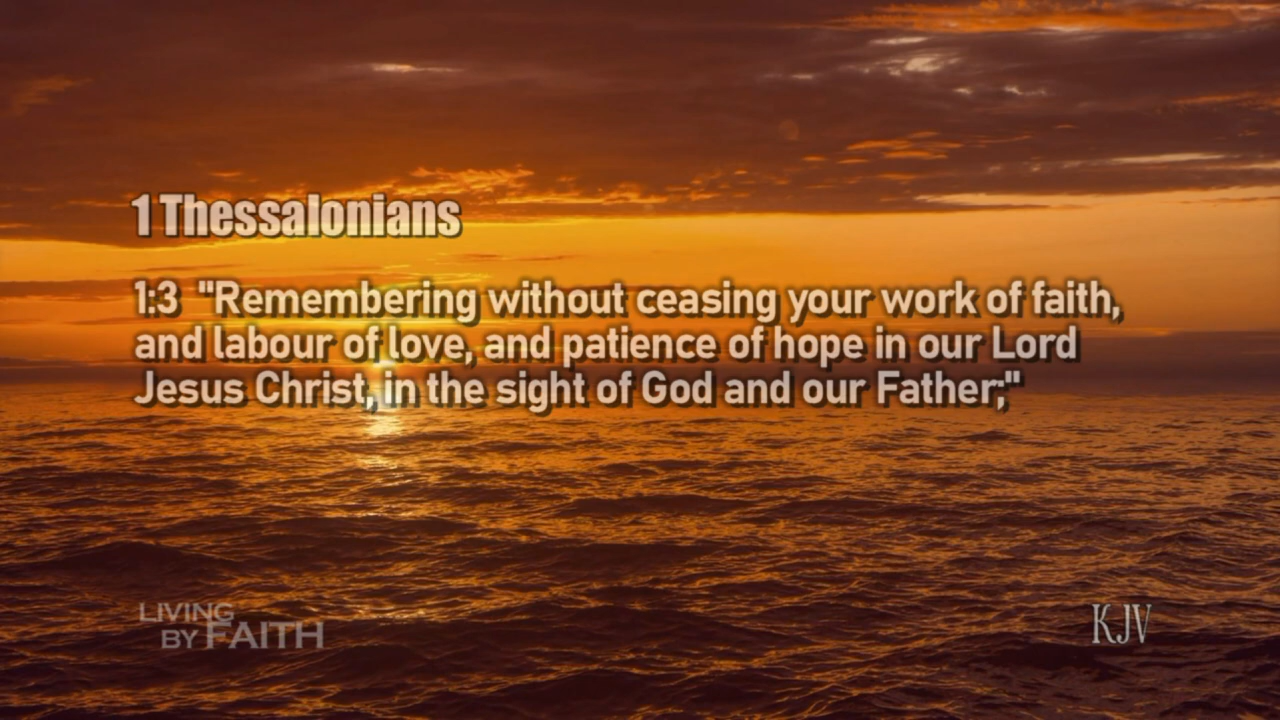 1 Thessalonians
1:3 "Remembering without ceasing your work of faith,
and labour of love, and patience of hope in our Lord
Jesus Christ, in the sight of God and our Father;"
LIVING
BY FAITH
KJV